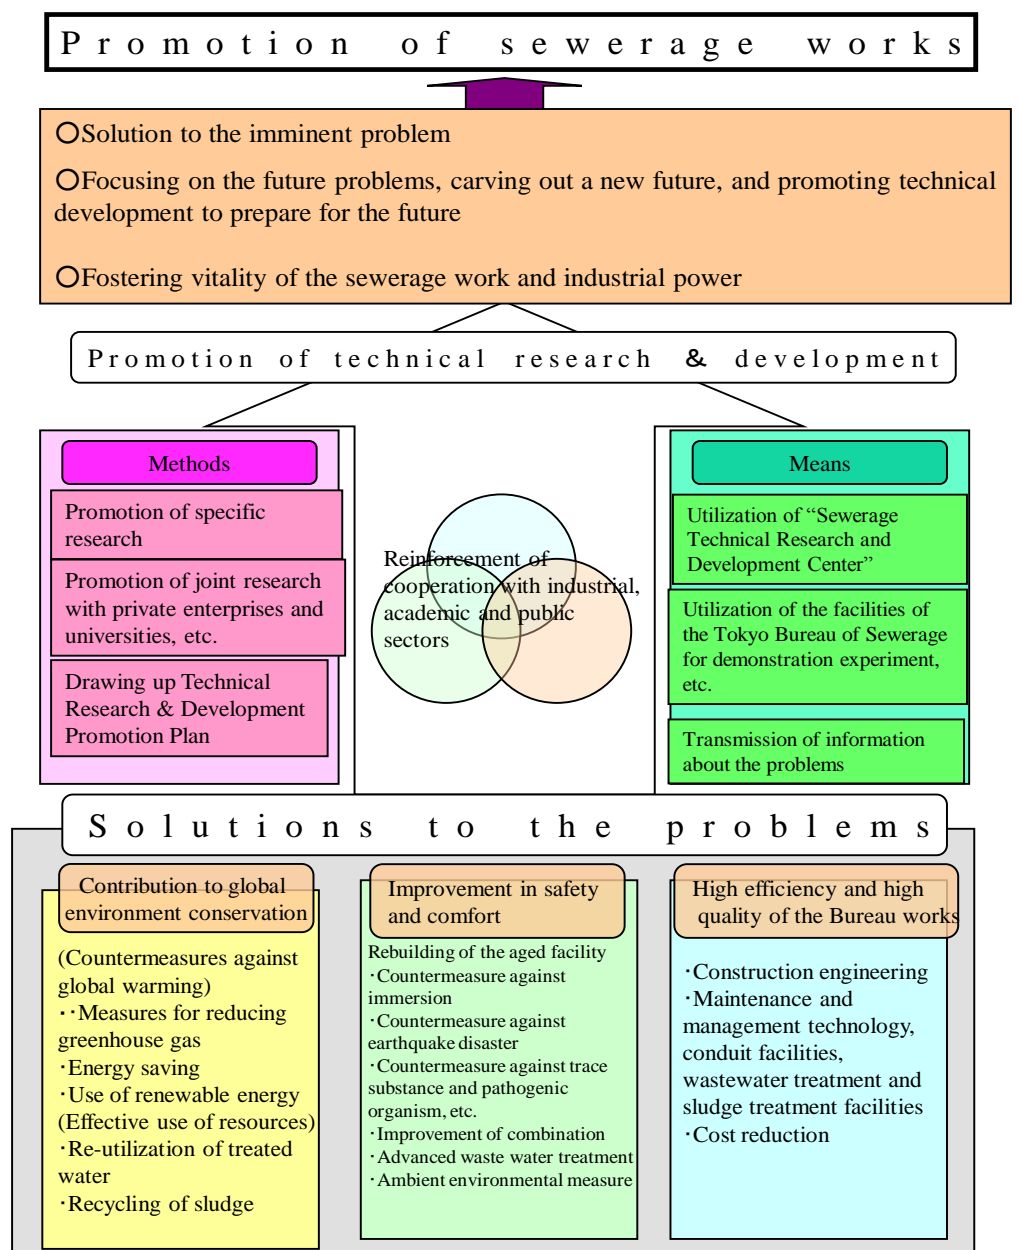 Promotion of sewerage works
○Solution to the imminent problem
○Focusing on the future problems, carving out a new future, and promoting technical
development to prepare for the future
○Fostering vitality of the sewerage work and industrial power
Promotion of technical research & development
Methods
Promotion of specific
research
Promotion of joint research
with private enterprises and
universities, etc.
Drawing up Technical
Research & Development
Promotion Plan
Reinforcement of
cooperation with industrial,
academic and public
sectors
Means
Utilization of “Sewerage
Technical Research and
Development Center”
Utilization of the facilities of
the Tokyo Bureau of Sewerage
for demonstration experiment,
etc.
Transmission of information
about the problems
Solutions to the problems
Contribution to global
environment conservation
(Countermeasures against
global warming)
・・Measures for reducing
greenhouse gas
・Energy saving
・Use of renewable energy
(Effective use of resources)
・Re-utilization of treated
water
・Recycling of sludge
Improvement in safety
and comfort
Rebuilding of the aged facility
・Countermeasure against
immersion
・Countermeasure against
earthquake disaster
・Countermeasure against trace
substance and pathogenic
organism, etc.
・Improvement of combination
・Advanced waste water treatment
・Ambient environmental measure
High efficiency and high
quality of the Bureau works
・Construction engineering
・Maintenance and
management technology,
conduit facilities,
wastewater treatment and
sludge treatment facilities
・Cost reduction